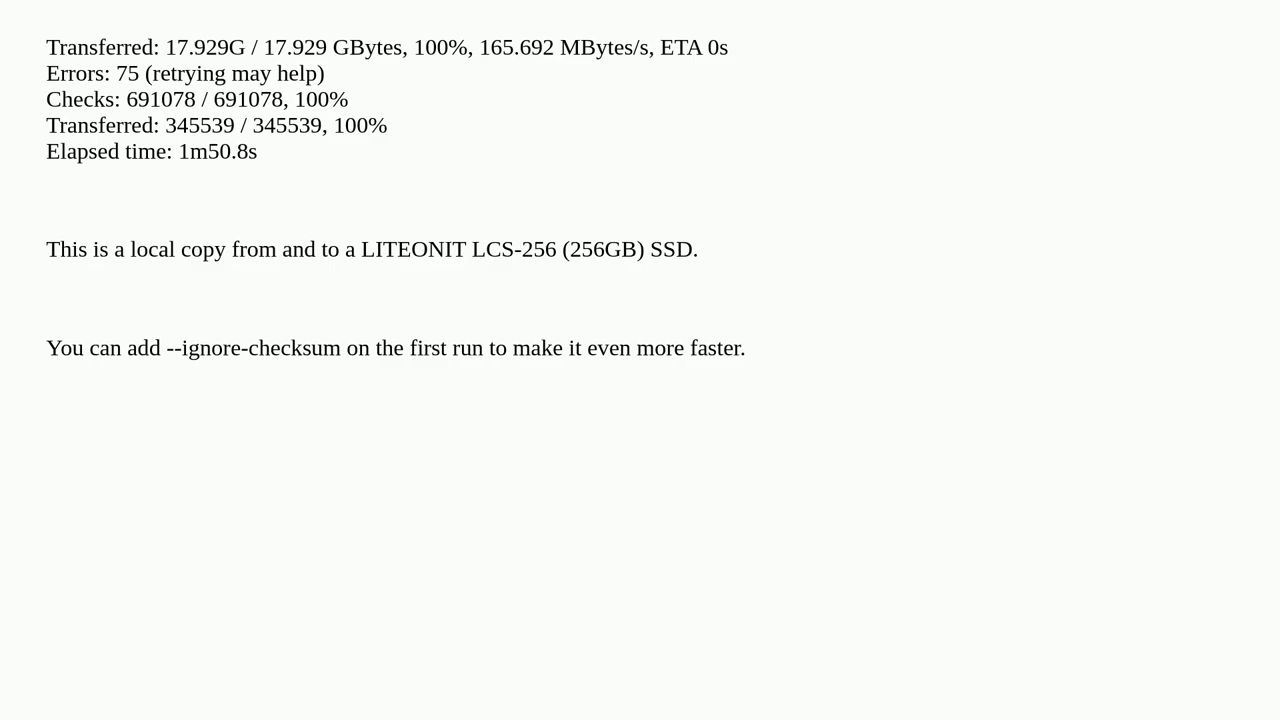 Transferred: 17.929G / 17.929 GBytes, 100%, 165.692 MBytes/s, ETA 0s
Errors: 75 (retrying may help)
Checks: 691078 / 691078, 100%
Transferred: 345539 / 345539, 100%
Elapsed time: 1m50.8s
This is a local copy from and to a LITEONIT LCS-256 (256GB) SSD.
You can add --ignore-checksum on the first run to make it even more faster.